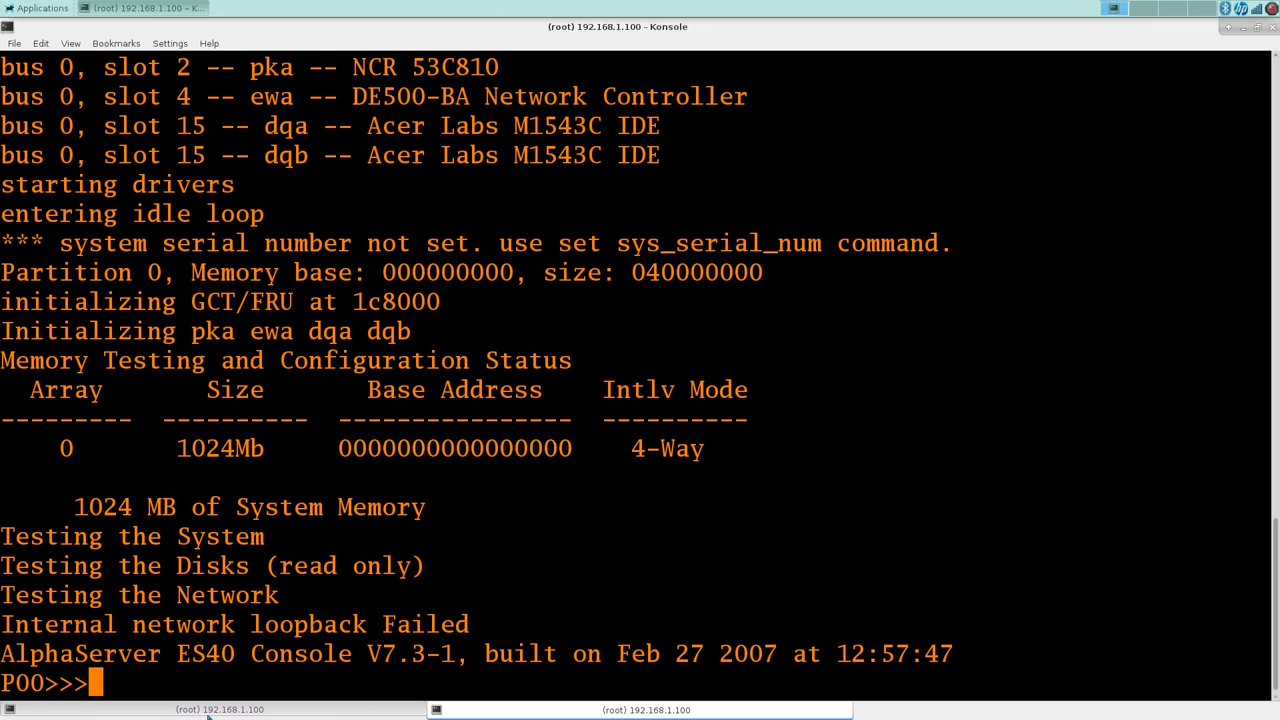 Applications
(root) 192.168.1.100 – K...
(root) 192.168.1.100 – Konsole
File Edit View Bookmarks Settings Help
bus 0, slot 2 -- pka -- NCR 53C810
bus 0, slot 4 -- ewa -- DE500-BA Network Controller
bus 0, slot 15 -- dqa -- Acer Labs M1543C IDE
bus 0, slot 15 -- dqb -- Acer Labs M1543C IDE
starting drivers
entering idle loop
*** system serial number not set. use set sys_serial_num command.
Partition 0, Memory base: 000000000, size: 040000000
initializing GCT/FRU at 1c8000
Initializing pka ewa dqa dqb
Memory Testing and Configuration Status
  Array       Size       Base Address    Intlv Mode
---------  ----------  ----------------  ----------
    0       1024Mb     0000000000000000    4-Way
     1024 MB of System Memory
Testing the System
Testing the Disks (read only)
Testing the Network
Internal network loopback Failed
AlphaServer ES40 Console V7.3-1, built on Feb 27 2007 at 12:57:47
P00>>>
(root) 192.168.1.100
(root) 192.168.1.100